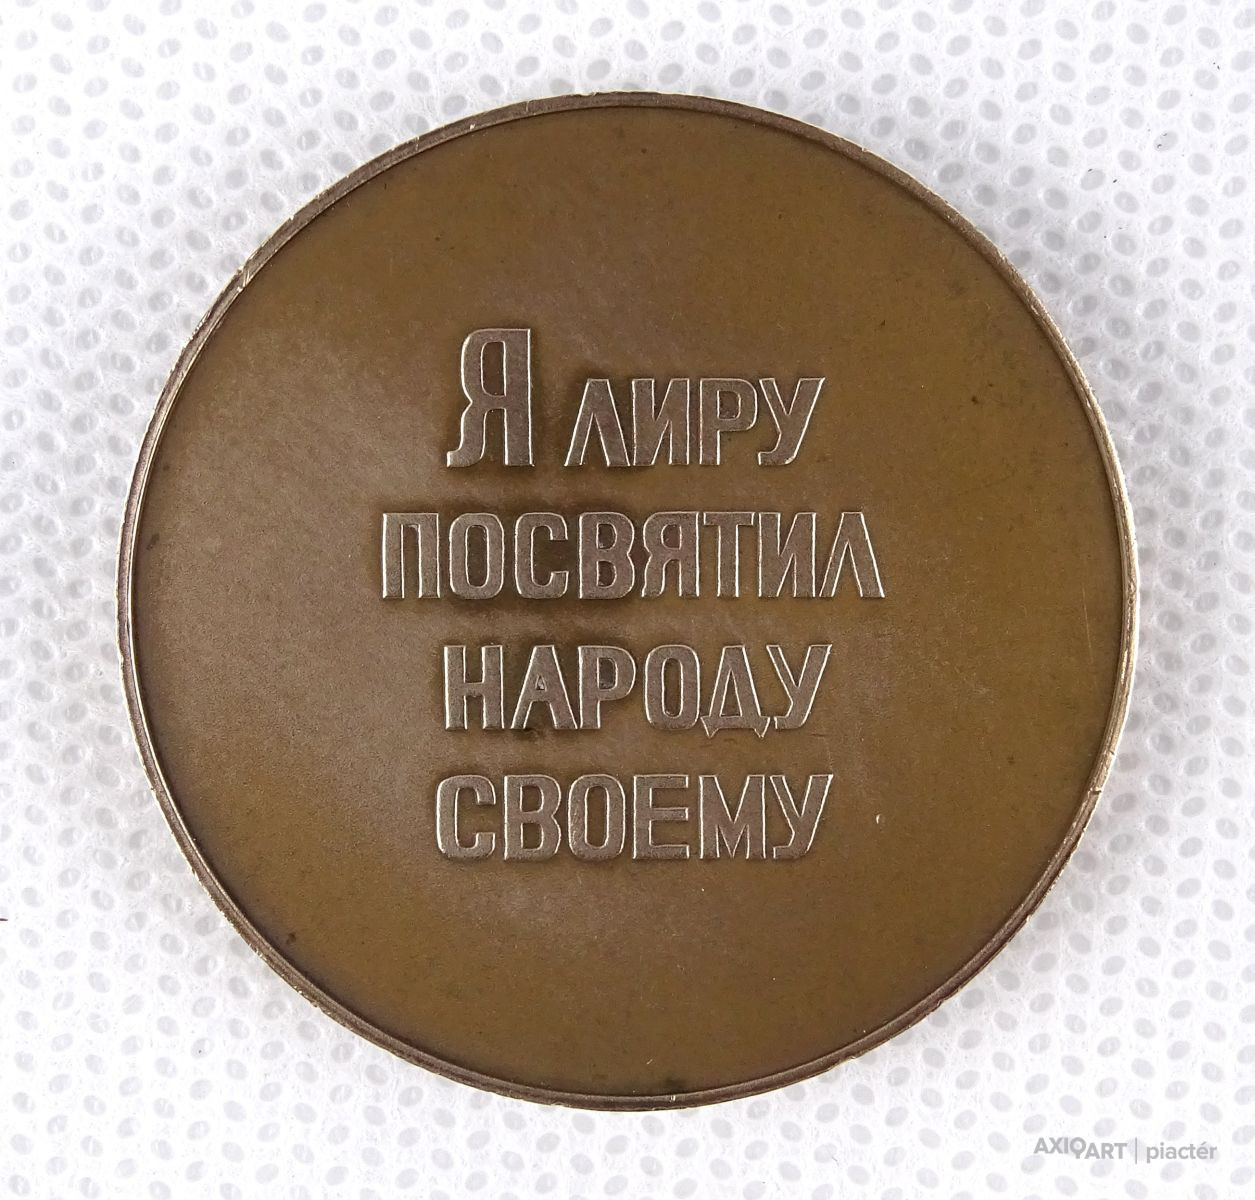 Я ЛИРУ
ПОСВЯТИЛ
НАРОДУ
СВОЕМУ
AXIOART | piactér